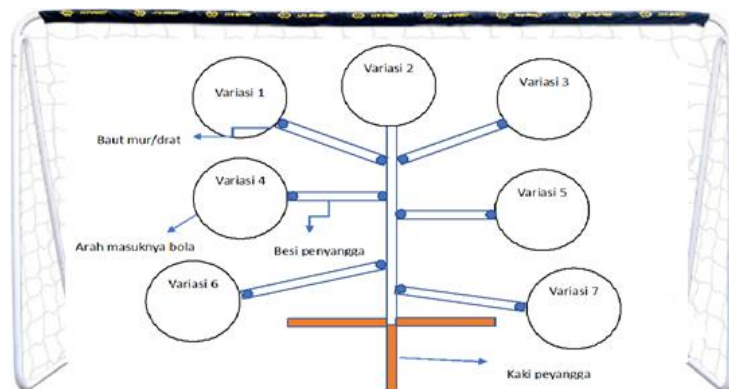 Variasi 2
Variasi 1
Variasi 3
Baut mur/drat
Variasi 4
Variasi 5
Arah masuknya bola
Besi penyangga
Variasi 6
Variasi 7
Kaki peyangga